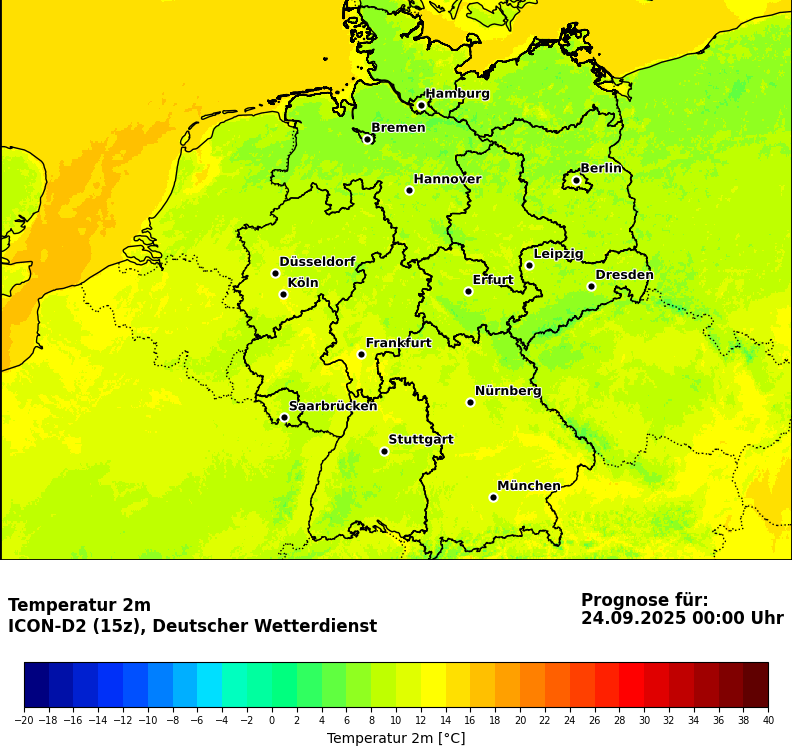 Hamburg
Bremen
Berlin
Hannover
Leipzig
Düsseldorf
Dresden
Köln
Erfurt
Frankfurt
Nürnberg
Saarbrücken
Stuttgart
München
Temperatur 2m
ICON-D2 (15z), Deutscher Wetterdienst
Prognose für:
24.09.2025 00:00 Uhr
−20 −18 −16 −14 −12 −10 −8 −6 −4 −2 0 2 4 6 8 10 12 14 16 18 20 22 24 26 28 30 32 34 36 38 40
Temperatur 2m [°C]